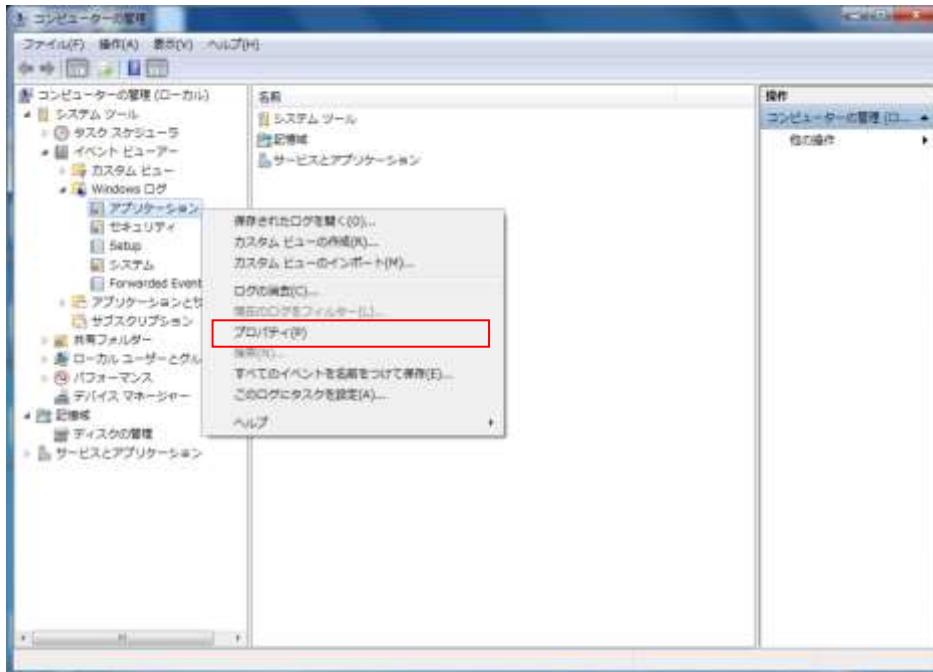 コンピューターの管理
ファイル(F) 操作(A) 表示(V) ヘルプ(H)
コンピューターの管理 (ローカル)
システム ツール
タスク スケジューラ
イベント ビューアー
カスタム ビュー
Windows ログ
アプリケーション
セキュリティ
Setup
システム
Forwarded Event
アプリケーションとサ
サブスクリプション
共有フォルダー
ローカル ユーザーとグル
パフォーマンス
デバイス マネージャー
記憶域
ディスクの管理
サービスとアプリケーション
名前
システム ツール
記憶域
サービスとアプリケーション
保存されたログを開く(O)...
カスタム ビューの作成(R)...
カスタム ビューのインポート(M)...
ログの消去(C)...
現在のログをフィルター(L)...
プロパティ(P)
検索(N)...
すべてのイベントを名前をつけて保存(E)...
このログにタスクを設定(A)...
ヘルプ
操作
コンピューターの管理 (ロ...
他の操作